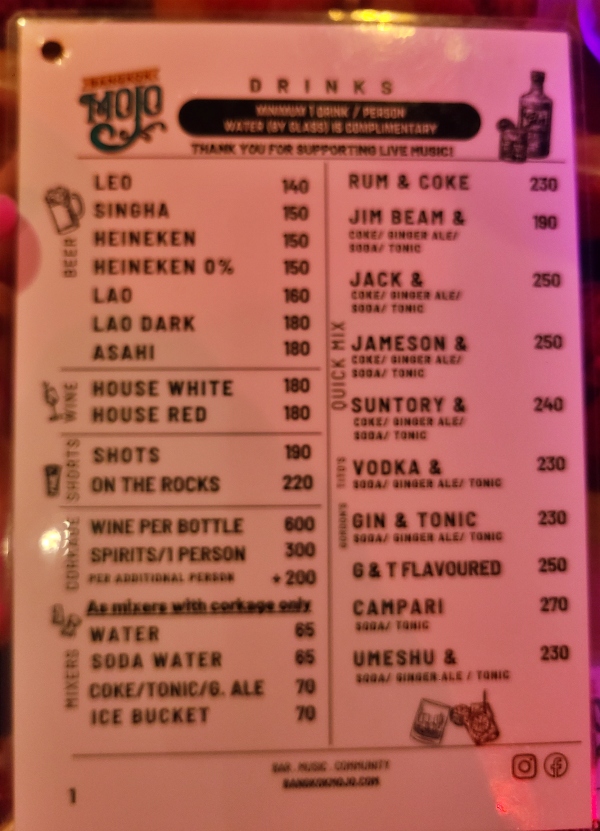 BANGKOK
MOJO
DRINKS
MINIMUM 1 DRINK / PERSON
WATER (BY GLASS) IS COMPLIMENTARY
THANK YOU FOR SUPPORTING LIVE MUSIC!
BEER
LEO 140
SINGHA 150
HEINEKEN 150
HEINEKEN 0% 150
LAO 160
LAO DARK 180
ASAHI 180
WINE
HOUSE WHITE 180
HOUSE RED 180
SHORTS
SHOTS 190
ON THE ROCKS 220
CORKAGE
WINE PER BOTTLE 600
SPIRITS/1 PERSON 300
PER ADDITIONAL PERSON +200
As mixers with corkage only
MIXERS
WATER 65
SODA WATER 65
COKE/TONIC/G. ALE 70
ICE BUCKET 70
QUICK MIX
RUM & COKE 230
JIM BEAM & 190
COKE/ GINGER ALE/
SODA/ TONIC
JACK & 250
COKE/ GINGER ALE/
SODA/ TONIC
JAMESON & 250
COKE/ GINGER ALE/
SODA/ TONIC
SUNTORY & 240
COKE/ GINGER ALE/
SODA/ TONIC
TITO'S
VODKA & 230
SODA/ GINGER ALE/ TONIC
GORDON'S
GIN & TONIC 230
SODA/ GINGER ALE/ TONIC
G & T FLAVOURED 250
CAMPARI 270
SODA/ TONIC
UMESHU & 230
SODA/ GINGER ALE / TONIC
BAR . MUSIC . COMMUNITY
BANGKOKMOJO.COM
1